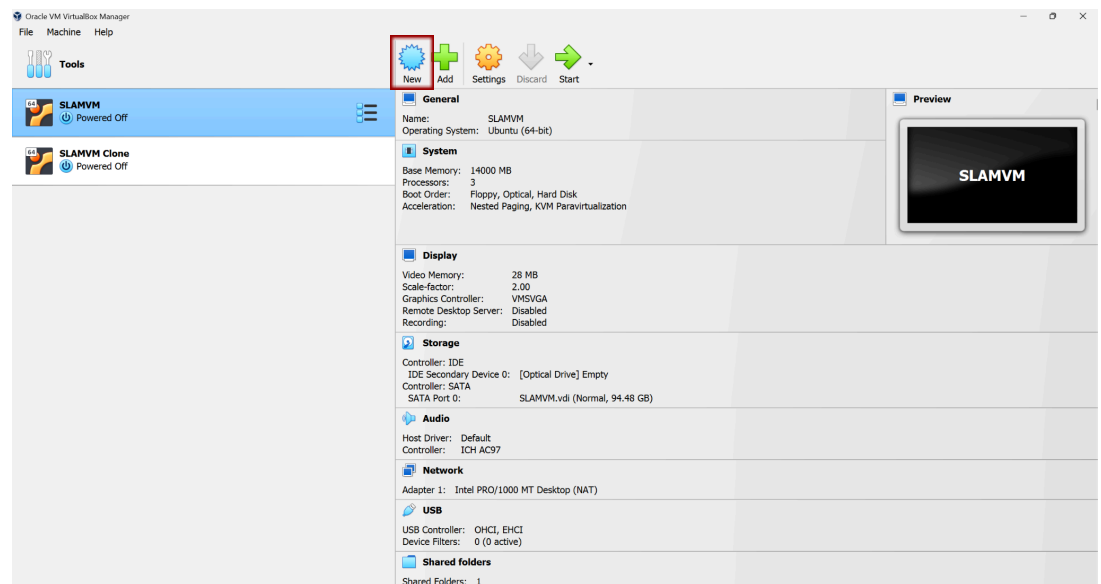 Oracle VM VirtualBox Manager
File Machine Help
Tools
New Add Settings Discard Start
64 SLAMVM
Powered Off
64 SLAMVM Clone
Powered Off
General
Name: SLAMVM
Operating System: Ubuntu (64-bit)
Preview
SLAMVM
System
Base Memory: 14000 MB
Processors: 3
Boot Order: Floppy, Optical, Hard Disk
Acceleration: Nested Paging, KVM Paravirtualization
Display
Video Memory: 28 MB
Scale-factor: 2.00
Graphics Controller: VMSVGA
Remote Desktop Server: Disabled
Recording: Disabled
Storage
Controller: IDE
IDE Secondary Device 0: [Optical Drive] Empty
Controller: SATA
SATA Port 0: SLAMVM.vdi (Normal, 94.48 GB)
Audio
Host Driver: Default
Controller: ICH AC97
Network
Adapter 1: Intel PRO/1000 MT Desktop (NAT)
USB
USB Controller: OHCI, EHCI
Device Filters: 0 (0 active)
Shared folders
Shared Folders: 1